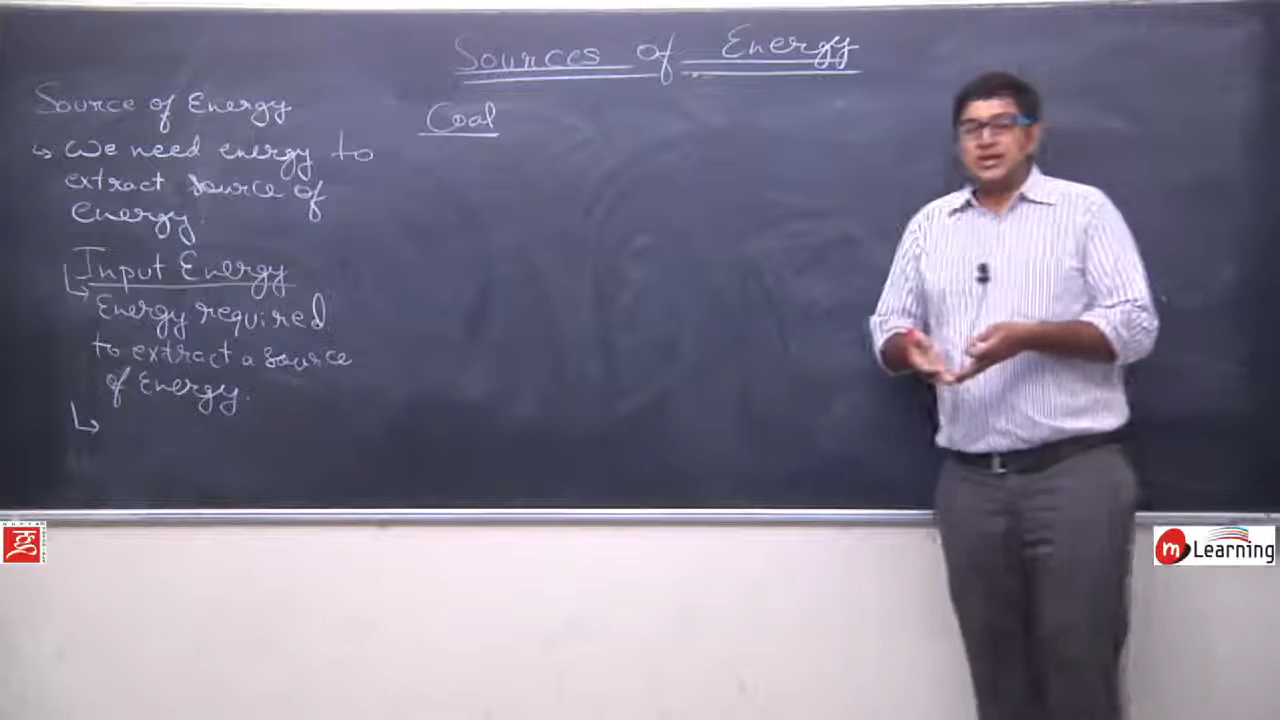 Sources of Energy
Source of Energy
↳ We need energy to
extract source of
energy.
↳ Input Energy
Energy required
to extract a source
of Energy.
↳
Coal
m Learning